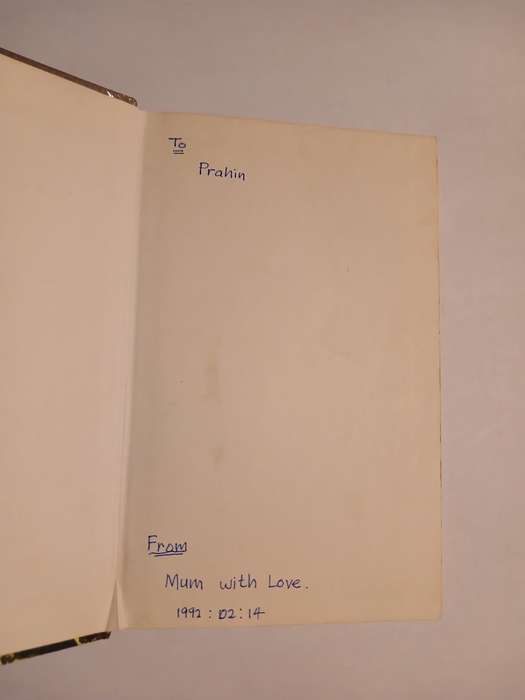 To
Prahin
From
Mum with Love.
1992 : 02 : 14